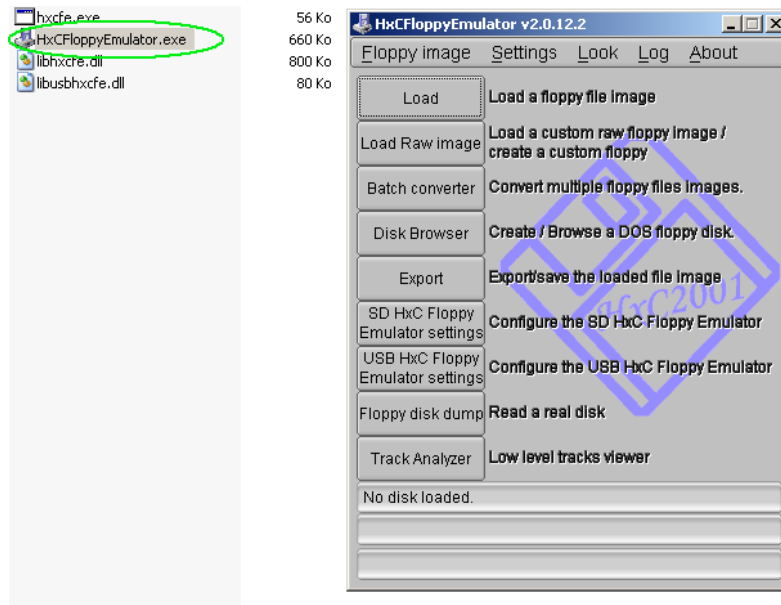 hxcfe.exe 56 Ko
HxCFloppyEmulator.exe 660 Ko
libhxcfe.dll 800 Ko
libusbhxcfe.dll 80 Ko
HxCFloppyEmulator v2.0.12.2
Floppy image Settings Look Log About
Load Load a floppy file image
Load Raw image Load a custom raw floppy image /
create a custom floppy
Batch converter Convert multiple floppy files images.
Disk Browser Create / Browse a DOS floppy disk.
Export Export/save the loaded file image
HxC2001
SD HxC Floppy
Emulator settings Configure the SD HxC Floppy Emulator
USB HxC Floppy
Emulator settings Configure the USB HxC Floppy Emulator
Floppy disk dump Read a real disk
Track Analyzer Low level tracks viewer
No disk loaded.